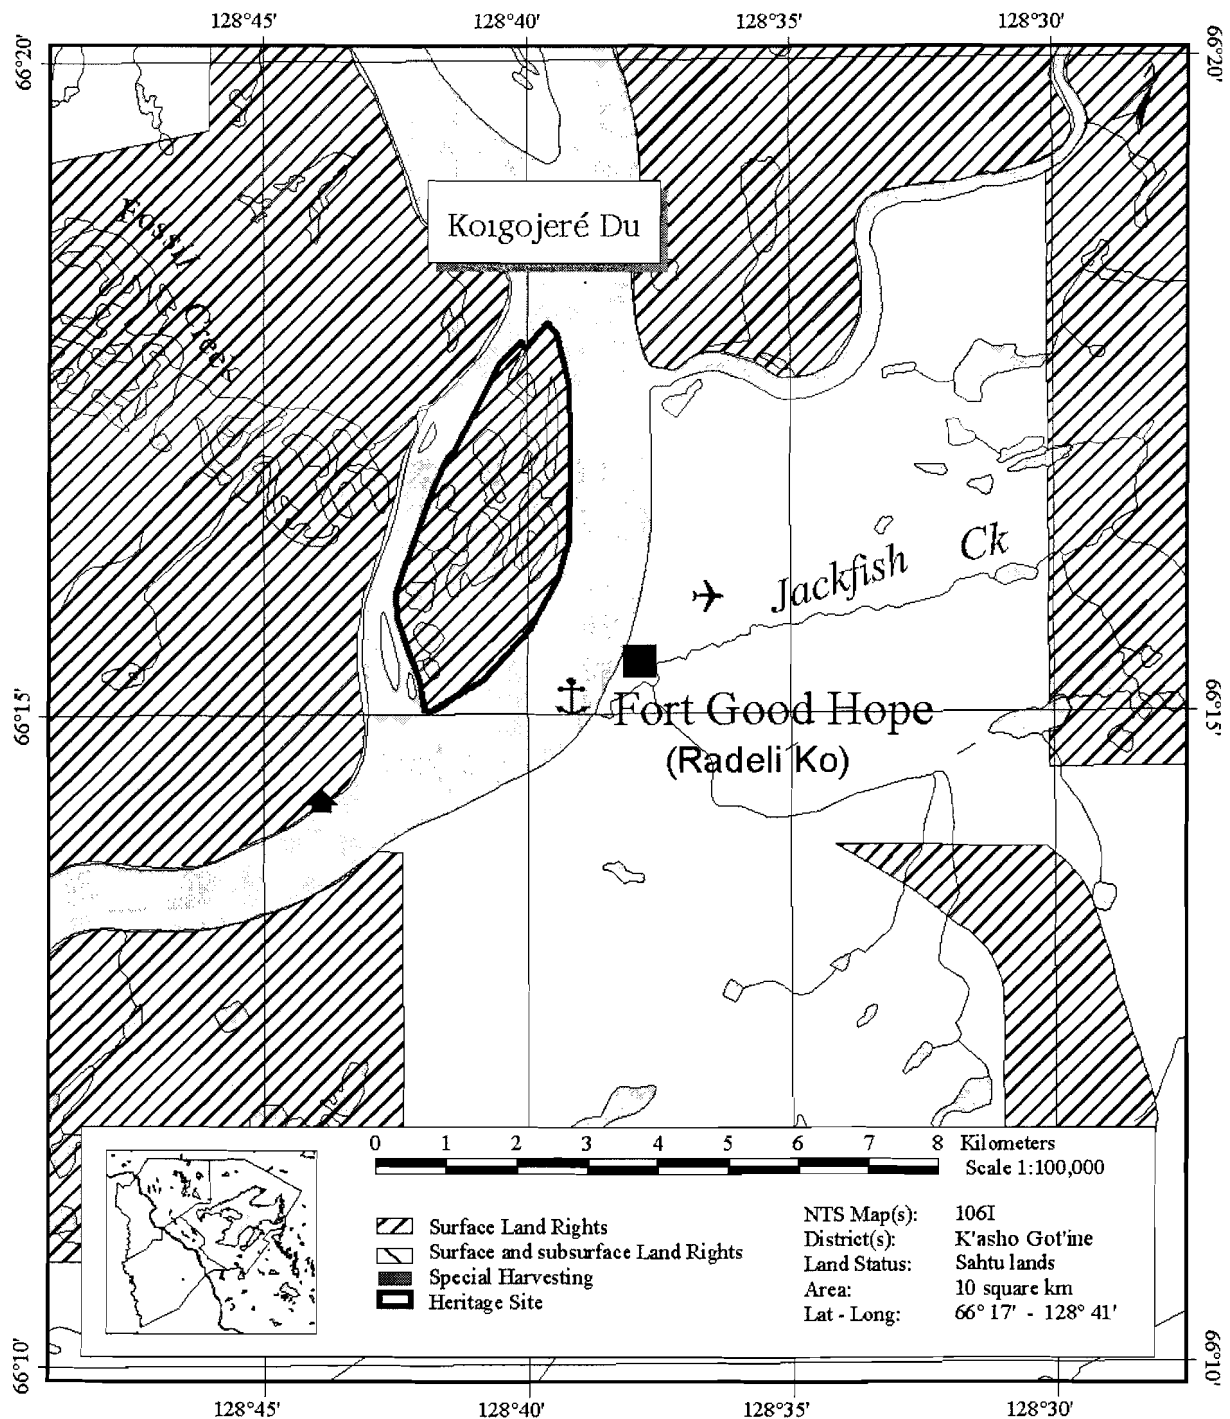 128°45'
128°40'
128°35'
128°30'
66°20'
66°20'
Koıgojeré Du
Fossil Creek
Jackfish Ck
Fort Good Hope
(Radeli Ko)
66°15'
66°15'
0 1 2 3 4 5 6 7 8 Kilometers
Scale 1:100,000
Surface Land Rights
Surface and subsurface Land Rights
Special Harvesting
Heritage Site
NTS Map(s): 106I
District(s): K'asho Got'ine
Land Status: Sahtu lands
Area: 10 square km
Lat - Long: 66° 17' - 128° 41'
66°10'
66°10'
128°45'
128°40'
128°35'
128°30'